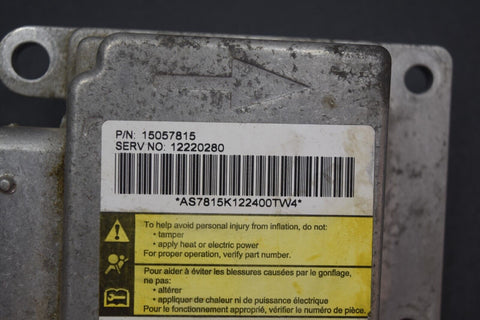 P/N: 15057815
SERV NO: 12220280
*AS7815K122400TW4*
To help avoid personal injury from inflation, do not:
• tamper
• apply heat or electric power
For proper operation, verify part number.
Pour aider à éviter les blessures causées par le gonflage,
ne pas:
• altérer
• appliquer de chaleur ni de puissance électrique
Pour le fonctionnement approprié, vérifier le numéro de pièce.